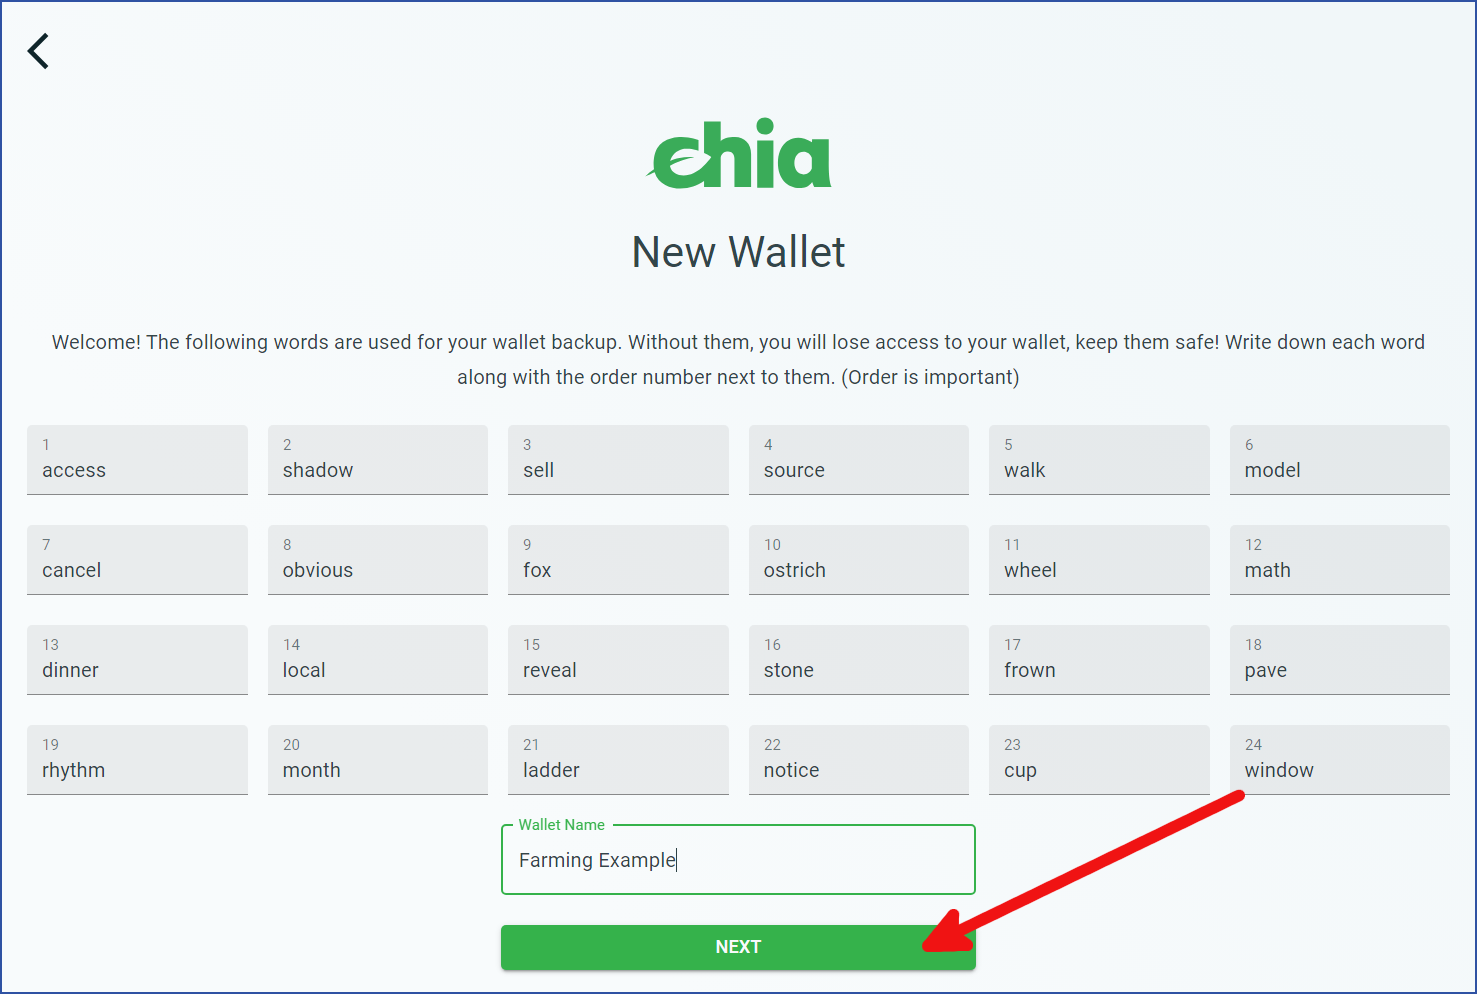 chia
New Wallet
Welcome! The following words are used for your wallet backup. Without them, you will lose access to your wallet, keep them safe! Write down each word
along with the order number next to them. (Order is important)
1 2 3 4 5 6
access shadow sell source walk model
7 8 9 10 11 12
cancel obvious fox ostrich wheel math
13 14 15 16 17 18
dinner local reveal stone frown pave
19 20 21 22 23 24
rhythm month ladder notice cup window
Wallet Name
Farming Example
NEXT